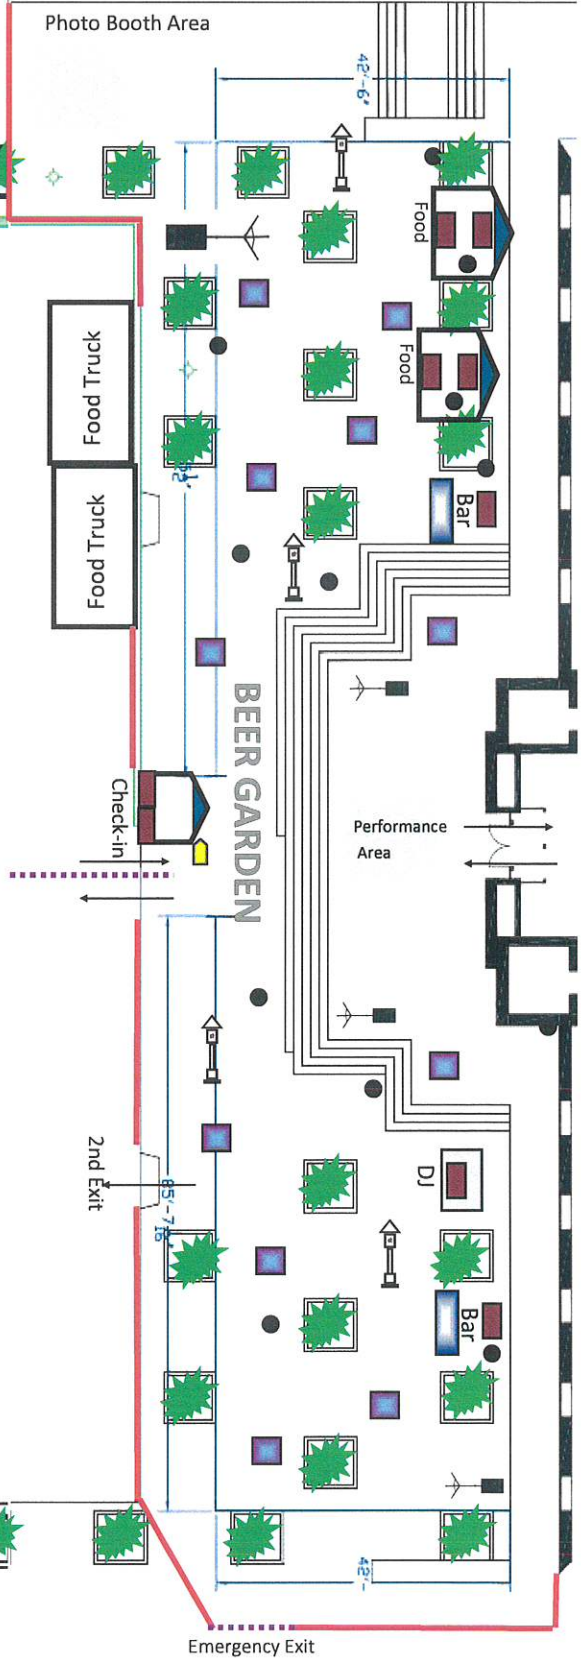 Photo Booth Area
42'-6"
Food
Food
Food Truck
Food Truck
Bar
BEER GARDEN
Check-in
Performance
Area
2nd Exit
DJ
Bar
42'-
Emergency Exit